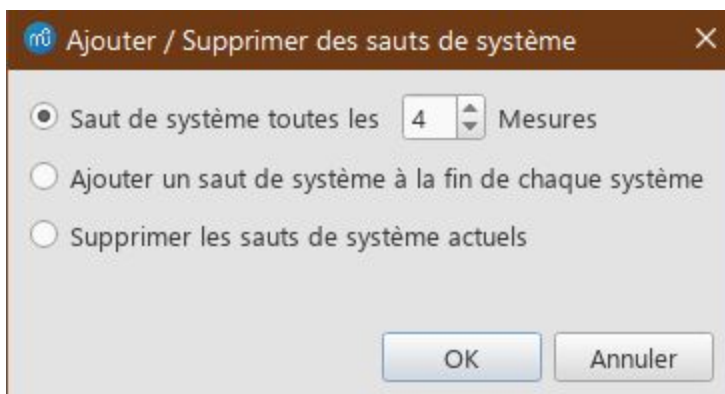 Ajouter / Supprimer des sauts de système
Saut de système toutes les 4 Mesures
Ajouter un saut de système à la fin de chaque système
Supprimer les sauts de système actuels
OK Annuler